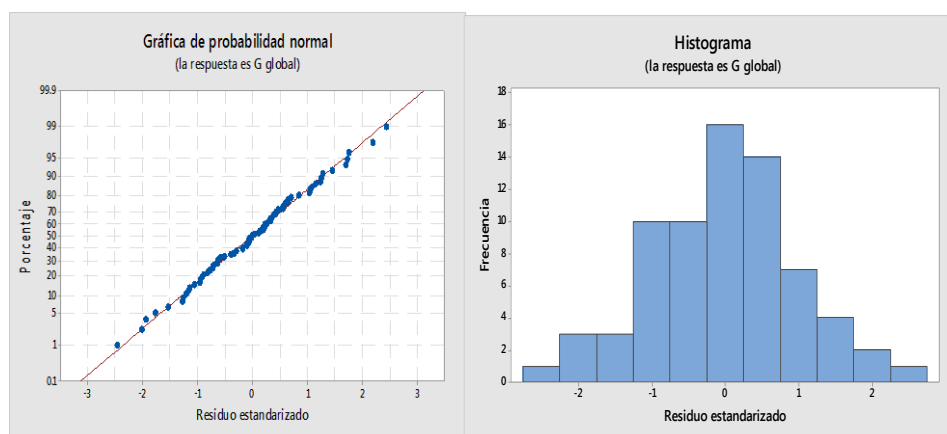 Gráfica de probabilidad normal
(la respuesta es G global)
99.9
99
95
90
80
70
60
50
40
30
20
10
5
1
0.1
Porcentaje
-3 -2 -1 0 1 2 3
Residuo estandarizado
Histograma
(la respuesta es G global)
18
16
14
12
10
8
6
4
2
0
Frecuencia
-2 -1 0 1 2
Residuo estandarizado